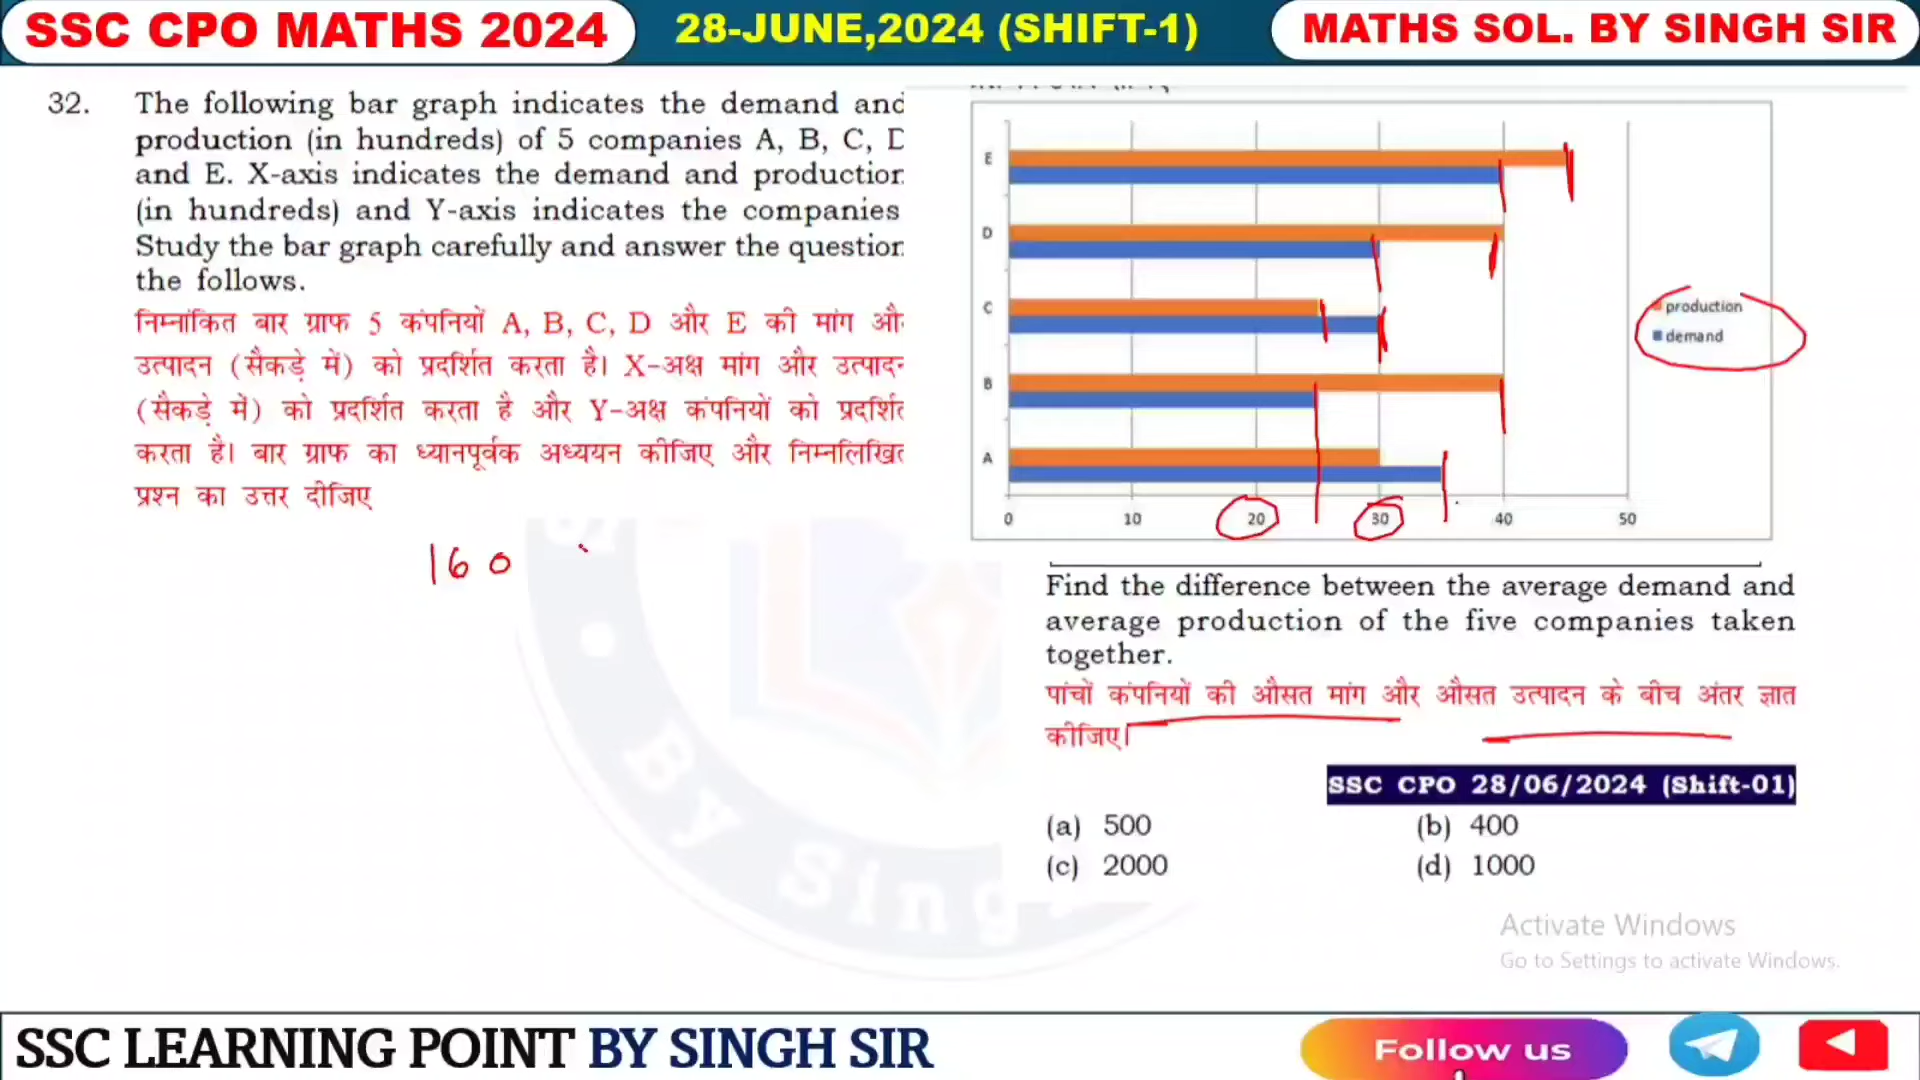 SSC CPO MATHS 2024
28-JUNE,2024 (SHIFT-1)
MATHS SOL. BY SINGH SIR
32. The following bar graph indicates the demand and
production (in hundreds) of 5 companies A, B, C, D
and E. X-axis indicates the demand and production
(in hundreds) and Y-axis indicates the companies
Study the bar graph carefully and answer the question
the follows.
निम्नांकित बार ग्राफ 5 कंपनियों A, B, C, D और E की मांग और
उत्पादन (सैकड़े में) को प्रदर्शित करता है। X-अक्ष मांग और उत्पादन
(सैकड़े में) को प्रदर्शित करता है और Y-अक्ष कंपनियों को प्रदर्शित
करता है। बार ग्राफ का ध्यानपूर्वक अध्ययन कीजिए और निम्नलिखित
प्रश्न का उत्तर दीजिए
160
E
D
C
B
A
0 10 20 30 40 50
production
demand
Find the difference between the average demand and
average production of the five companies taken
together.
पांचों कंपनियों की औसत मांग और औसत उत्पादन के बीच अंतर ज्ञात
कीजिए।
SSC CPO 28/06/2024 (Shift-01)
(a) 500 (b) 400
(c) 2000 (d) 1000
By Sing
Activate Windows
Go to Settings to activate Windows.
SSC LEARNING POINT BY SINGH SIR
Follow us